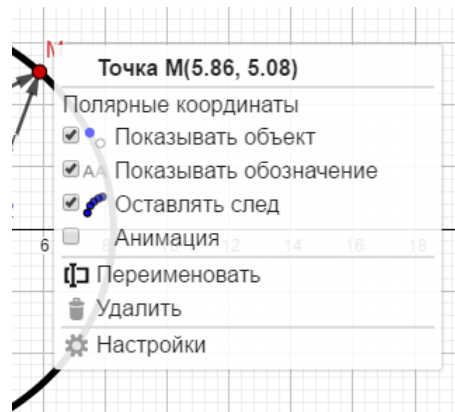 M
Точка M(5.86, 5.08)
Полярные координаты
Показывать объект
AA Показывать обозначение
Оставлять след
Анимация
6 8 12 14 16 18
Переименовать
Удалить
Настройки